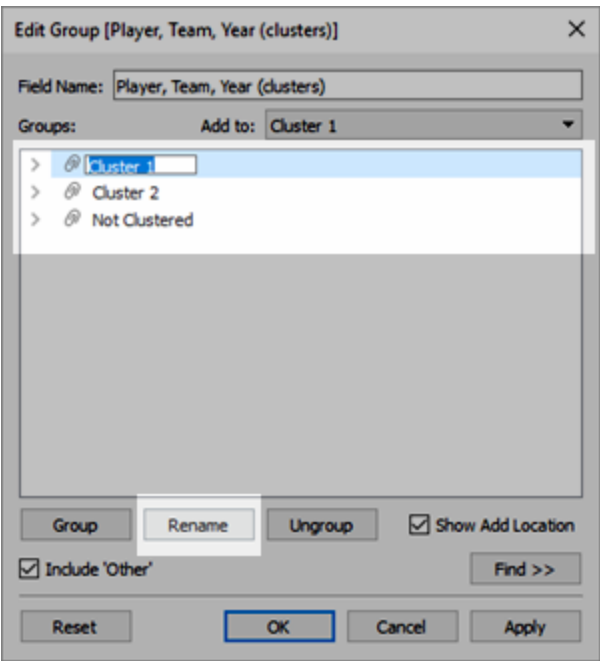 Edit Group [Player, Team, Year (clusters)]
Field Name: Player, Team, Year (clusters)
Groups: Add to: Cluster 1
Cluster 1
Cluster 2
Not Clustered
Group Rename Ungroup Show Add Location
Include 'Other' Find >>
Reset OK Cancel Apply